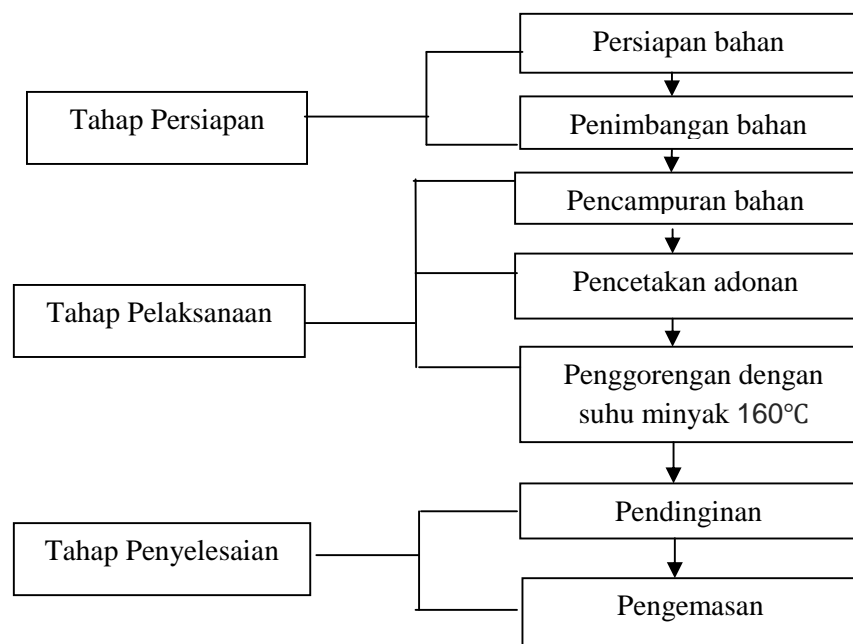 Persiapan bahan
Tahap Persiapan
Penimbangan bahan
Pencampuran bahan
Pencetakan adonan
Tahap Pelaksanaan
Penggorengan dengan
suhu minyak 160°C
Pendinginan
Tahap Penyelesaian
Pengemasan